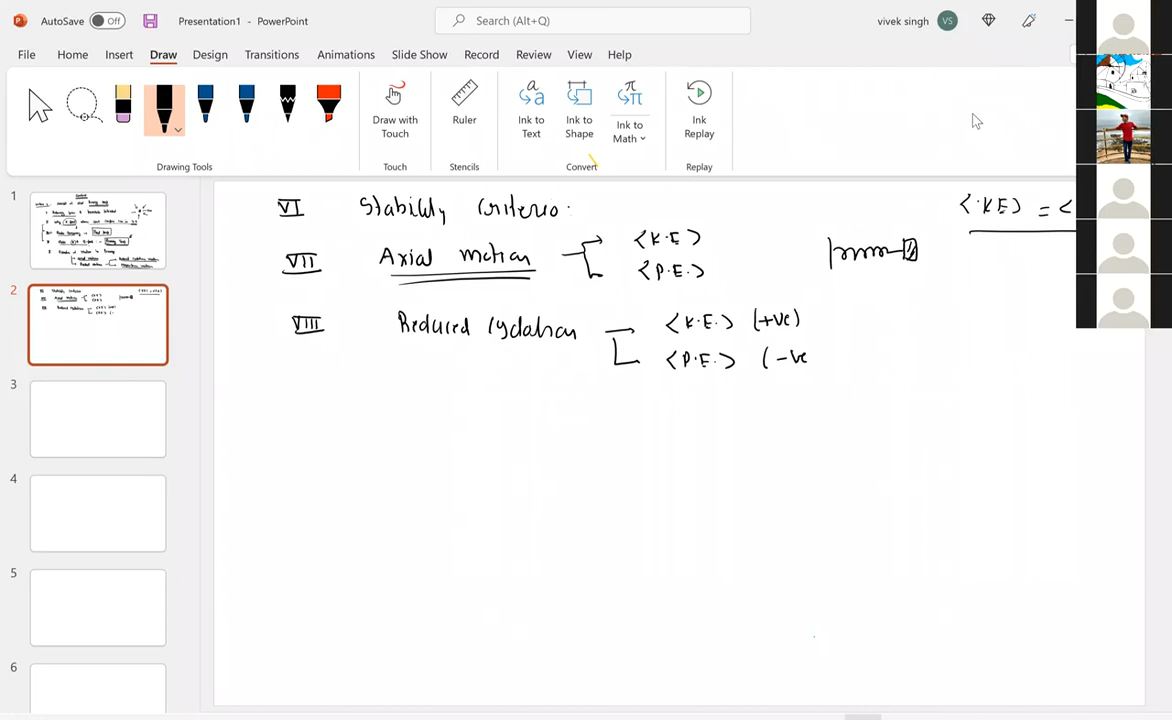 AutoSave Off Presentation1 - PowerPoint Search (Alt+Q) vivek singh VS
File Home Insert Draw Design Transitions Animations Slide Show Record Review View Help
Draw with Touch Ruler Ink to Text Ink to Shape Ink to Math Ink Replay
Drawing Tools Touch Stencils Convert Replay
1
2
3
4
5
6
VI Stability Criteria. <KE> = <
VII Axial motion <K.E>
<P.E.>
VIII Reduced <K.E.> (+ve)
<P.E.> (-ve